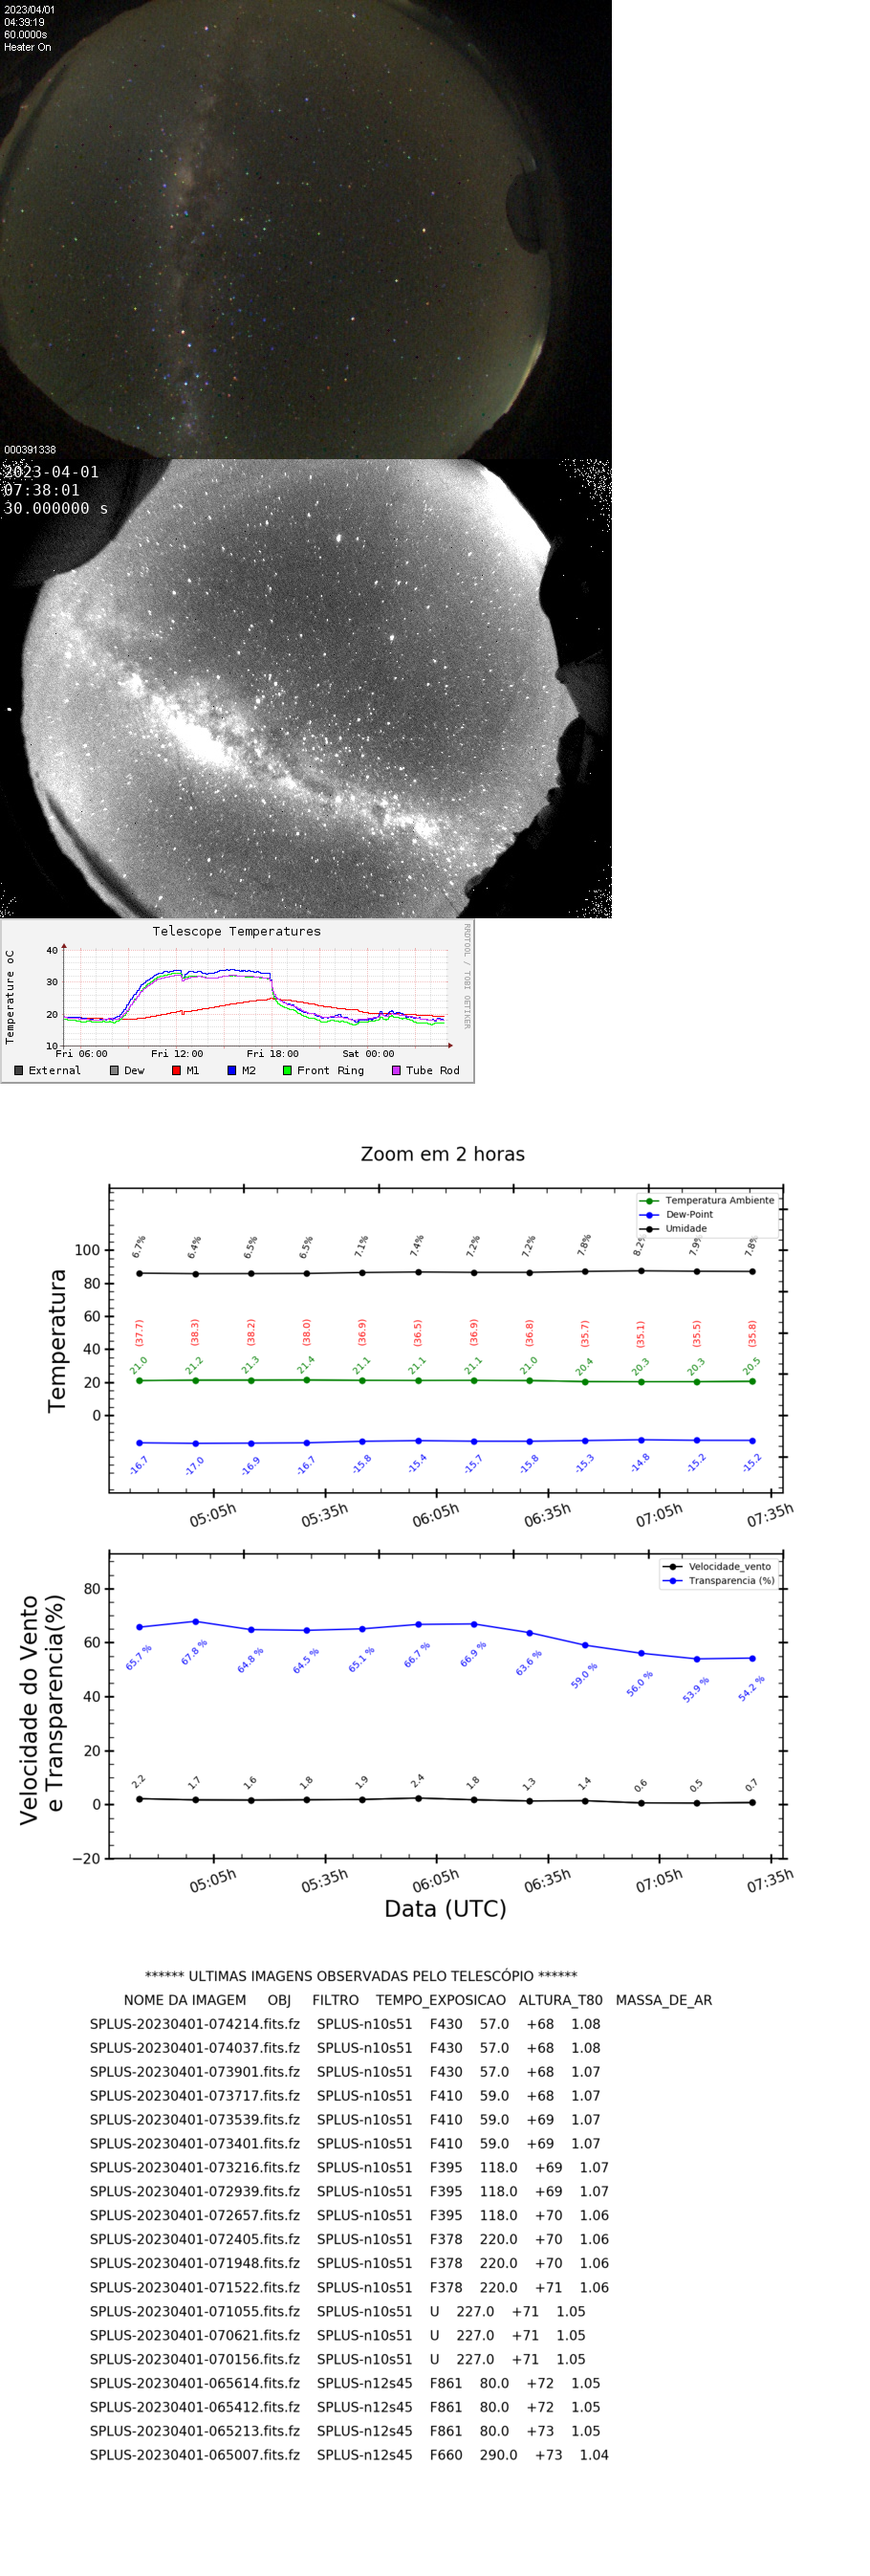 2023/04/01
04:39:19
60.0000s
Heater On
000391338
2023-04-01
07:38:01
30.000000 s
Telescope Temperatures
Temperature oC
RRDTOOL / TOBI OETIKER
40
30
20
10
Fri 06:00 Fri 12:00 Fri 18:00 Sat 00:00
External Dew M1 M2 Front Ring Tube Rod
Zoom em 2 horas
Temperatura
Temperatura Ambiente
Dew-Point
Umidade
6.7% 6.4% 6.5% 6.5% 7.1% 7.4% 7.2% 7.2% 7.8% 8.2% 7.9% 7.8%
100
80
60
40
20
0
(37.7) (38.3) (38.2) (38.0) (36.9) (36.5) (36.9) (36.8) (35.7) (35.1) (35.5) (35.8)
21.0 21.2 21.3 21.4 21.1 21.1 21.1 21.0 20.4 20.3 20.3 20.5
-16.7 -17.0 -16.9 -16.7 -15.8 -15.4 -15.7 -15.8 -15.3 -14.8 -15.2 -15.2
05:05h 05:35h 06:05h 06:35h 07:05h 07:35h
Velocidade do Vento
e Transparencia(%)
Velocidade_vento
Transparencia (%)
80
60
40
20
0
−20
65.7 % 67.8 % 64.8 % 64.5 % 65.1 % 66.7 % 66.9 % 63.6 % 59.0 % 56.0 % 53.9 % 54.2 %
2.2 1.7 1.6 1.8 1.9 2.4 1.8 1.3 1.4 0.6 0.5 0.7
05:05h 05:35h 06:05h 06:35h 07:05h 07:35h
Data (UTC)
****** ULTIMAS IMAGENS OBSERVADAS PELO TELESCÓPIO ******
NOME DA IMAGEM OBJ FILTRO TEMPO_EXPOSICAO ALTURA_T80 MASSA_DE_AR
SPLUS-20230401-074214.fits.fz SPLUS-n10s51 F430 57.0 +68 1.08
SPLUS-20230401-074037.fits.fz SPLUS-n10s51 F430 57.0 +68 1.08
SPLUS-20230401-073901.fits.fz SPLUS-n10s51 F430 57.0 +68 1.07
SPLUS-20230401-073717.fits.fz SPLUS-n10s51 F410 59.0 +68 1.07
SPLUS-20230401-073539.fits.fz SPLUS-n10s51 F410 59.0 +69 1.07
SPLUS-20230401-073401.fits.fz SPLUS-n10s51 F410 59.0 +69 1.07
SPLUS-20230401-073216.fits.fz SPLUS-n10s51 F395 118.0 +69 1.07
SPLUS-20230401-072939.fits.fz SPLUS-n10s51 F395 118.0 +69 1.07
SPLUS-20230401-072657.fits.fz SPLUS-n10s51 F395 118.0 +70 1.06
SPLUS-20230401-072405.fits.fz SPLUS-n10s51 F378 220.0 +70 1.06
SPLUS-20230401-071948.fits.fz SPLUS-n10s51 F378 220.0 +70 1.06
SPLUS-20230401-071522.fits.fz SPLUS-n10s51 F378 220.0 +71 1.06
SPLUS-20230401-071055.fits.fz SPLUS-n10s51 U 227.0 +71 1.05
SPLUS-20230401-070621.fits.fz SPLUS-n10s51 U 227.0 +71 1.05
SPLUS-20230401-070156.fits.fz SPLUS-n10s51 U 227.0 +71 1.05
SPLUS-20230401-065614.fits.fz SPLUS-n12s45 F861 80.0 +72 1.05
SPLUS-20230401-065412.fits.fz SPLUS-n12s45 F861 80.0 +72 1.05
SPLUS-20230401-065213.fits.fz SPLUS-n12s45 F861 80.0 +73 1.05
SPLUS-20230401-065007.fits.fz SPLUS-n12s45 F660 290.0 +73 1.04